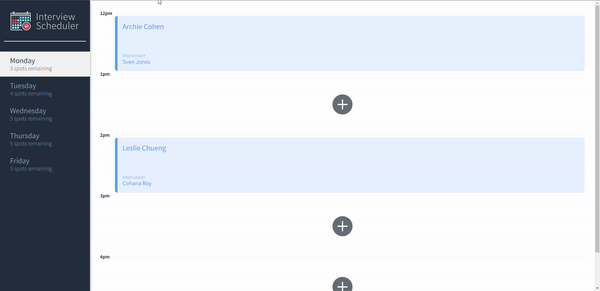 Interview
Scheduler
Monday
3 spots remaining
Tuesday
4 spots remaining
Wednesday
5 spots remaining
Thursday
5 spots remaining
Friday
5 spots remaining
12pm
Archie Cohen
Interviewer
Sven Jones
1pm
2pm
Leslie Chueng
Interviewer
Cohana Roy
3pm
4pm